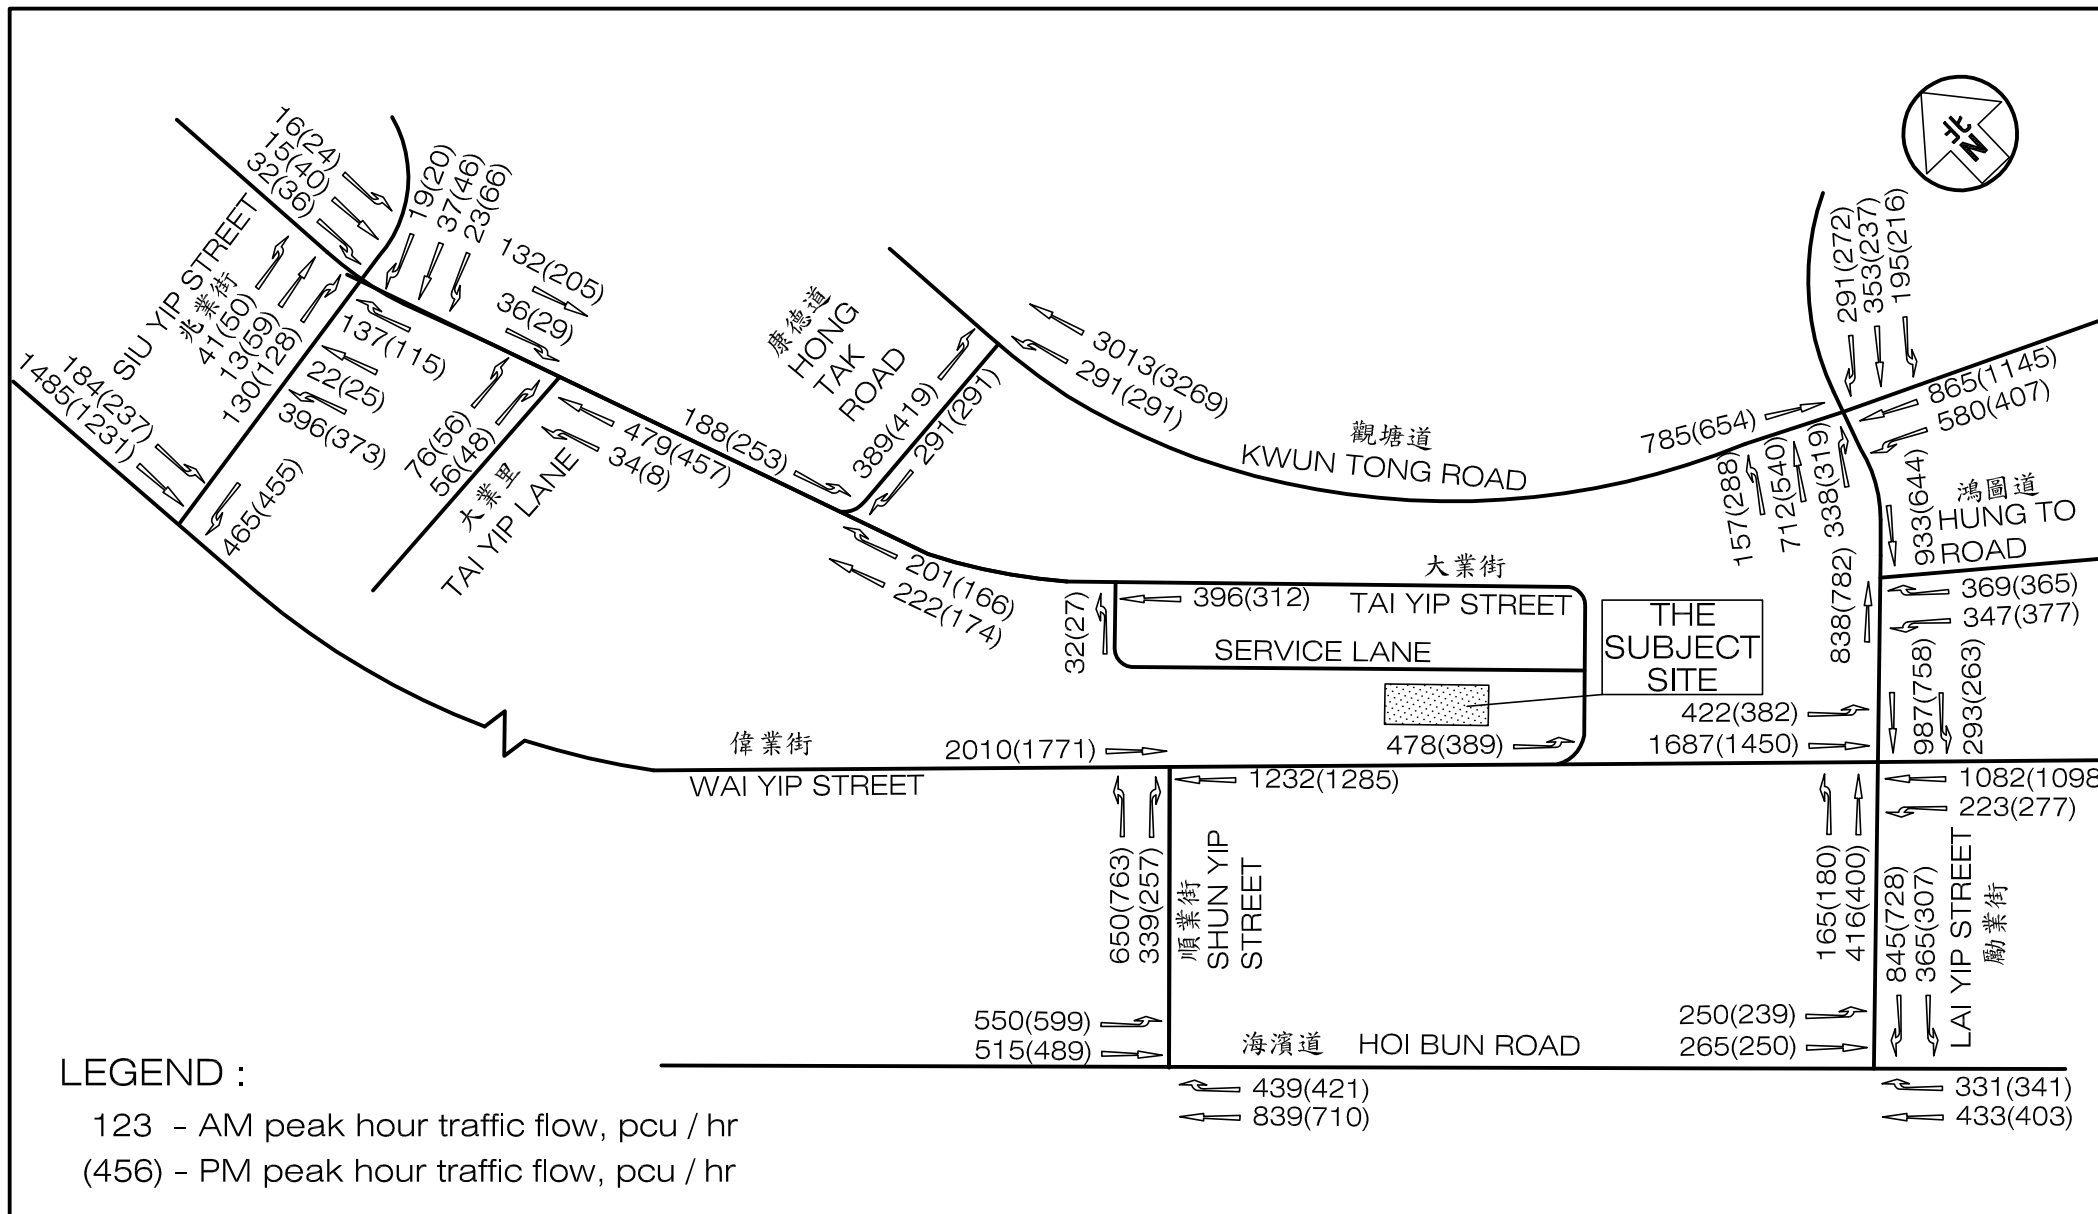 16(24)
15(40)
32(36)
19(20)
37(46)
23(66)
132(205)
36(29)
SIU YIP STREET
兆業街
41(50)
13(59)
130(128)
184(237)
1485(1231)
137(115)
22(25)
396(373)
465(455)
76(56)
56(48)
大業里
TAI YIP LANE
479(457)
34(8)
188(253)
康德道
HONG
TAK
ROAD
389(419)
291(291)
3013(3269)
291(291)
觀塘道
KWUN TONG ROAD
北
N
291(272)
353(237)
195(216)
785(654)
865(1145)
580(407)
157(288)
712(540)
338(319)
933(644)
鴻圖道
HUNG TO
ROAD
838(782)
369(365)
347(377)
201(166)
222(174)
大業街
TAI YIP STREET
396(312)
32(27)
SERVICE LANE
THE
SUBJECT
SITE
987(758)
293(263)
422(382)
1687(1450)
478(389)
偉業街
WAI YIP STREET
2010(1771)
1232(1285)
1082(1098
223(277)
650(763)
339(257)
順業街
SHUN YIP
STREET
165(180)
416(400)
845(728)
365(307)
LAI YIP STREET
勵業街
550(599)
515(489)
海濱道 HOI BUN ROAD
250(239)
265(250)
439(421)
839(710)
331(341)
433(403)
LEGEND :
123 - AM peak hour traffic flow, pcu / hr
(456) - PM peak hour traffic flow, pcu / hr